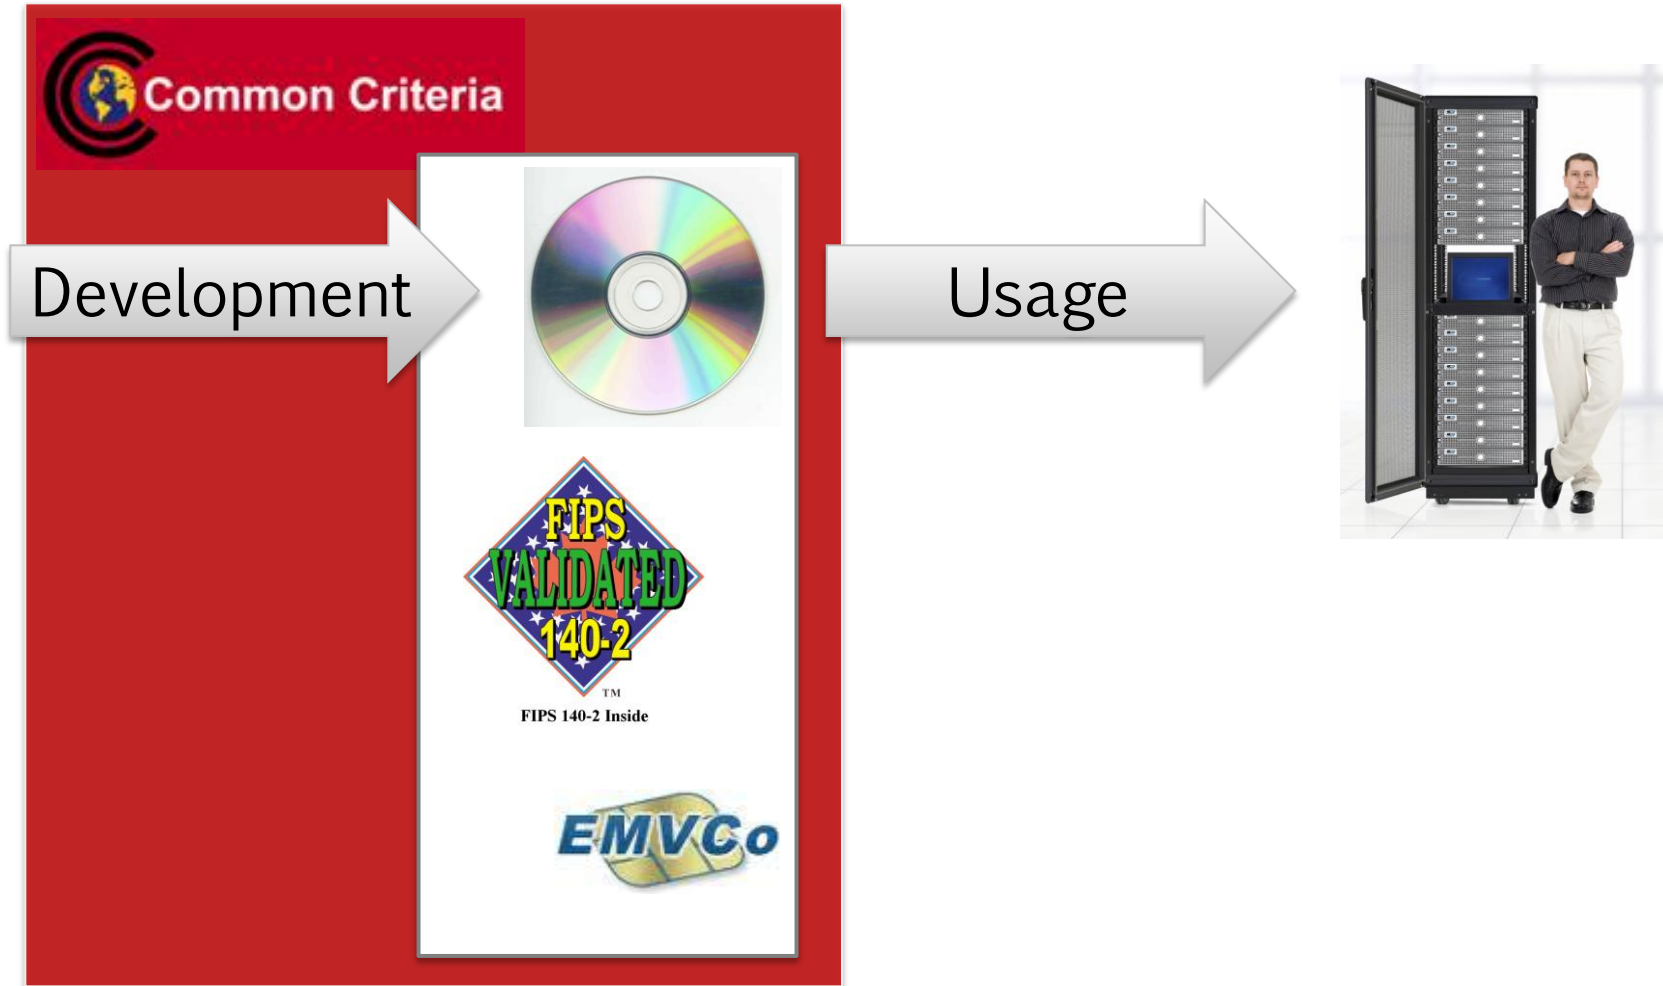 Common Criteria
Development
Usage
FIPS
VALIDATED
140-2
TM
FIPS 140-2 Inside
EMVCo